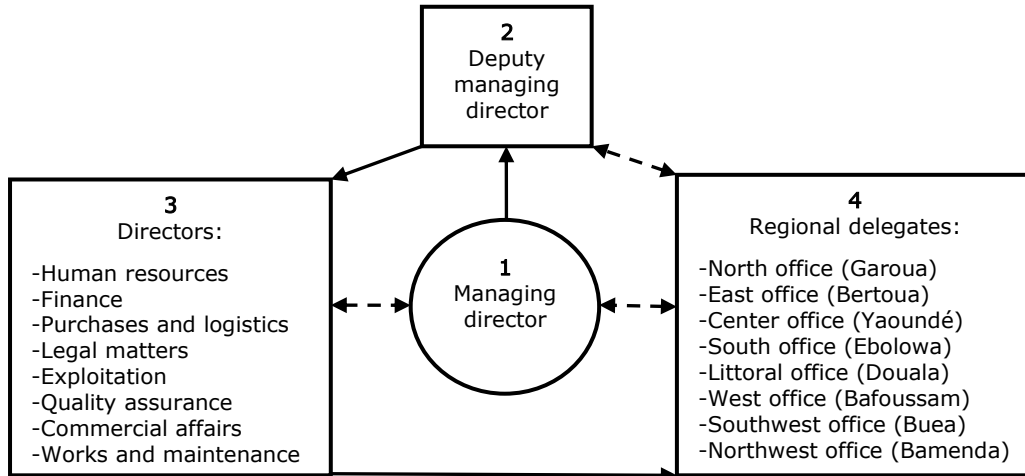 2
Deputy
managing
director
3
Directors:
-Human resources
-Finance
-Purchases and logistics
-Legal matters
-Exploitation
-Quality assurance
-Commercial affairs
-Works and maintenance
1
Managing
director
4
Regional delegates:
-North office (Garoua)
-East office (Bertoua)
-Center office (Yaoundé)
-South office (Ebolowa)
-Littoral office (Douala)
-West office (Bafoussam)
-Southwest office (Buea)
-Northwest office (Bamenda)